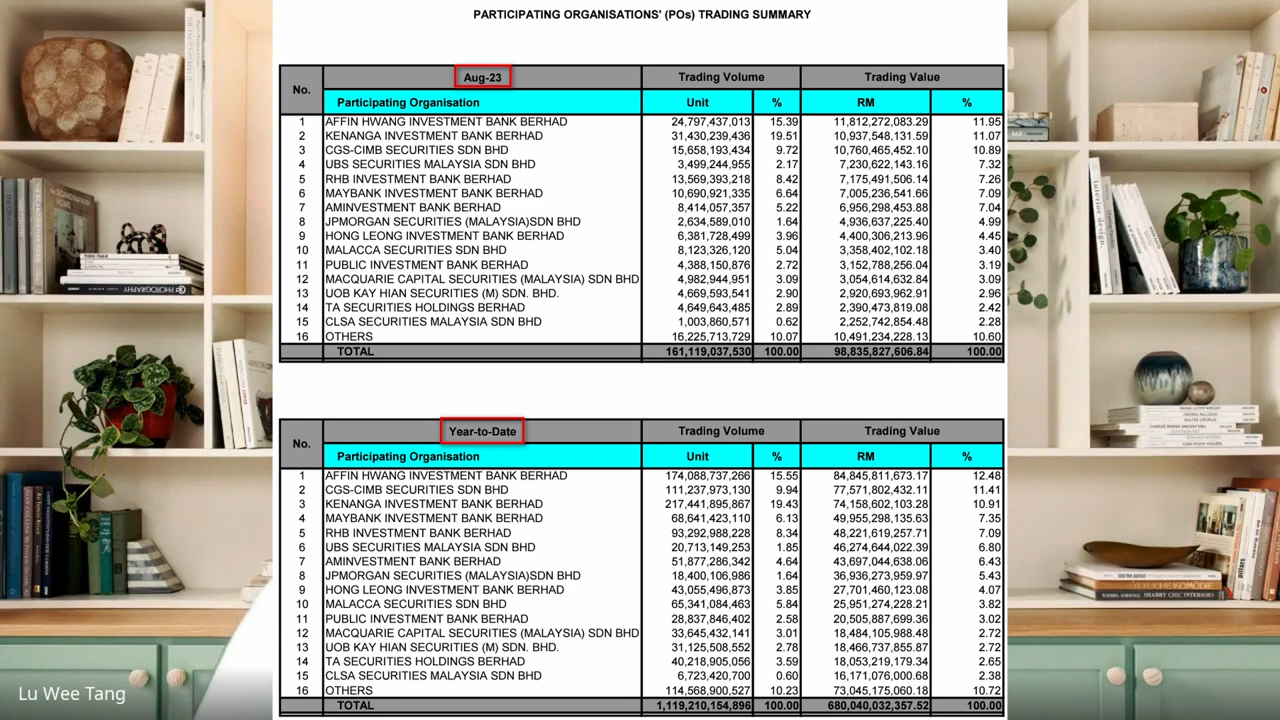 PARTICIPATING ORGANISATIONS' (POs) TRADING SUMMARY
No. Aug-23 Trading Volume Trading Value
Participating Organisation Unit % RM %
1 AFFIN HWANG INVESTMENT BANK BERHAD 24,797,437,013 15.39 11,812,272,083.29 11.95
2 KENANGA INVESTMENT BANK BERHAD 31,430,239,436 19.51 10,937,548,131.59 11.07
3 CGS-CIMB SECURITIES SDN BHD 15,658,193,434 9.72 10,760,465,452.10 10.89
4 UBS SECURITIES MALAYSIA SDN BHD 3,499,244,955 2.17 7,230,622,143.16 7.32
5 RHB INVESTMENT BANK BERHAD 13,569,393,218 8.42 7,175,491,506.14 7.26
6 MAYBANK INVESTMENT BANK BERHAD 10,690,921,335 6.64 7,005,236,541.66 7.09
7 AMINVESTMENT BANK BERHAD 8,414,057,357 5.22 6,956,298,453.88 7.04
8 JPMORGAN SECURITIES (MALAYSIA)SDN BHD 2,634,589,010 1.64 4,936,637,225.40 4.99
9 HONG LEONG INVESTMENT BANK BERHAD 6,381,728,499 3.96 4,400,306,213.96 4.45
10 MALACCA SECURITIES SDN BHD 8,123,326,120 5.04 3,358,402,102.18 3.40
11 PUBLIC INVESTMENT BANK BERHAD 4,388,150,876 2.72 3,152,788,256.04 3.19
12 MACQUARIE CAPITAL SECURITIES (MALAYSIA) SDN BHD 4,982,944,951 3.09 3,054,614,632.84 3.09
13 UOB KAY HIAN SECURITIES (M) SDN. BHD. 4,669,593,541 2.90 2,920,693,962.91 2.96
14 TA SECURITIES HOLDINGS BERHAD 4,649,643,485 2.89 2,390,473,819.08 2.42
15 CLSA SECURITIES MALAYSIA SDN BHD 1,003,860,571 0.62 2,252,742,854.48 2.28
16 OTHERS 16,225,713,729 10.07 10,491,234,228.13 10.60
TOTAL 161,119,037,530 100.00 98,835,827,606.84 100.00
No. Year-to-Date Trading Volume Trading Value
Participating Organisation Unit % RM %
1 AFFIN HWANG INVESTMENT BANK BERHAD 174,088,737,266 15.55 84,845,811,673.17 12.48
2 CGS-CIMB SECURITIES SDN BHD 111,237,973,130 9.94 77,571,802,432.11 11.41
3 KENANGA INVESTMENT BANK BERHAD 217,441,895,867 19.43 74,158,602,103.28 10.91
4 MAYBANK INVESTMENT BANK BERHAD 68,641,423,110 6.13 49,955,298,135.63 7.35
5 RHB INVESTMENT BANK BERHAD 93,292,988,228 8.34 48,221,619,257.71 7.09
6 UBS SECURITIES MALAYSIA SDN BHD 20,713,149,253 1.85 46,274,644,022.39 6.80
7 AMINVESTMENT BANK BERHAD 51,877,286,342 4.64 43,697,044,638.00 6.43
8 JPMORGAN SECURITIES (MALAYSIA)SDN BHD 18,400,106,986 1.64 36,936,273,959.97 5.43
9 HONG LEONG INVESTMENT BANK BERHAD 43,055,496,873 3.85 27,701,460,123.08 4.07
10 MALACCA SECURITIES SDN BHD 65,341,084,463 5.84 25,951,274,228.21 3.82
11 PUBLIC INVESTMENT BANK BERHAD 28,837,846,402 2.58 20,505,887,699.36 3.02
12 MACQUARIE CAPITAL SECURITIES (MALAYSIA) SDN BHD 33,645,432,141 3.01 18,484,105,988.48 2.72
13 UOB KAY HIAN SECURITIES (M) SDN. BHD. 31,125,508,552 2.78 18,466,737,855.87 2.72
14 TA SECURITIES HOLDINGS BERHAD 40,218,905,056 3.59 18,053,219,179.34 2.65
15 CLSA SECURITIES MALAYSIA SDN BHD 6,723,420,700 0.60 16,171,076,000.68 2.38
16 OTHERS 114,568,900,527 10.23 73,045,175,060.18 10.72
TOTAL 1,119,210,154,896 100.00 680,040,032,357.52 100.00
Lu Wee Tang
interior design.
PHOTOGRAPHY